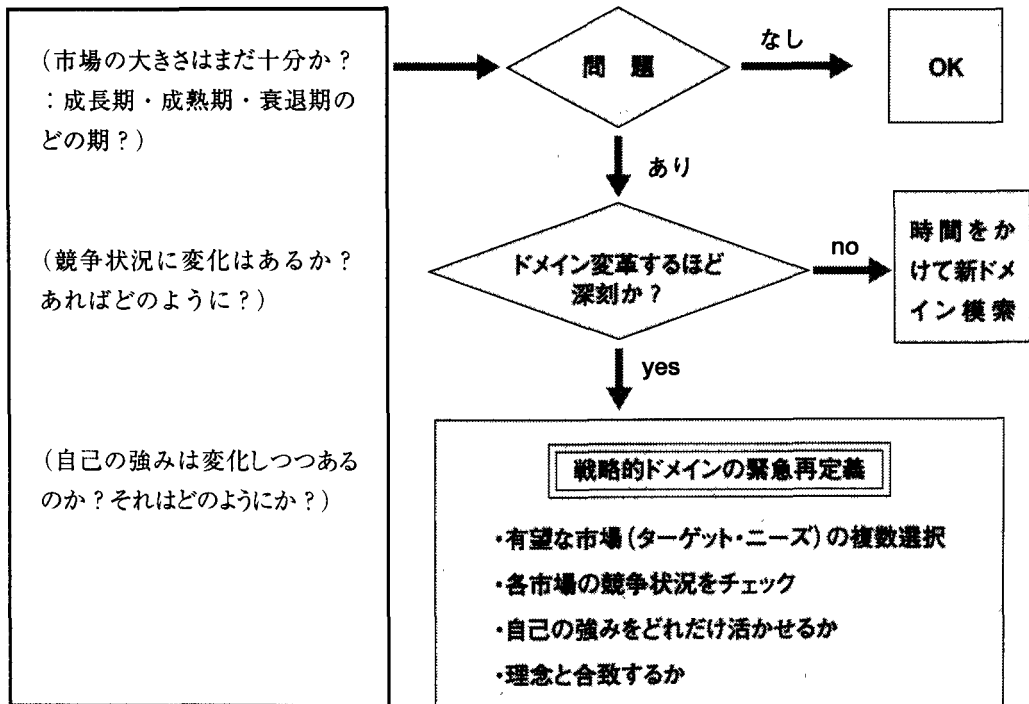 (市場の大きさはまだ十分か?
:成長期・成熟期・衰退期の
どの期?)
(競争状況に変化はあるか?
あればどのように?)
(自己の強みは変化しつつある
のか?それはどのようにか?)
問 題
なし
OK
あり
ドメイン変革するほど
深刻か?
no
時間をか
けて新ドメ
イン模索
yes
戦略的ドメインの緊急再定義
・有望な市場(ターゲット・ニーズ)の複数選択
・各市場の競争状況をチェック
・自己の強みをどれだけ活かせるか
・理念と合致するか